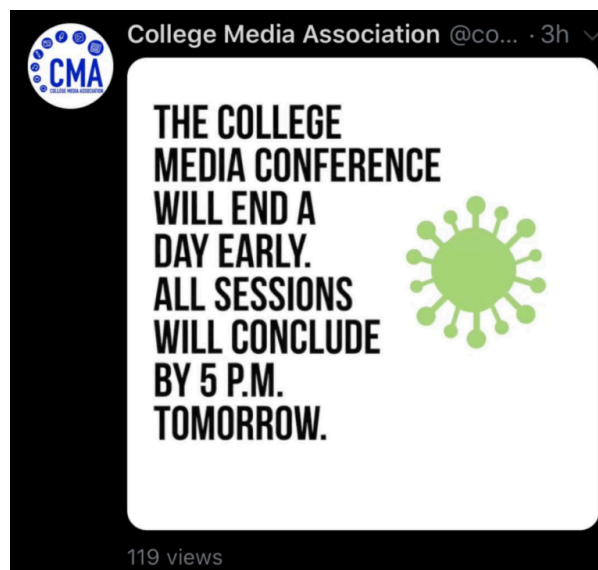 College Media Association @co... · 3h
CMA
COLLEGE MEDIA ASSOCIATION
THE COLLEGE
MEDIA CONFERENCE
WILL END A
DAY EARLY.
ALL SESSIONS
WILL CONCLUDE
BY 5 P.M.
TOMORROW.
119 views